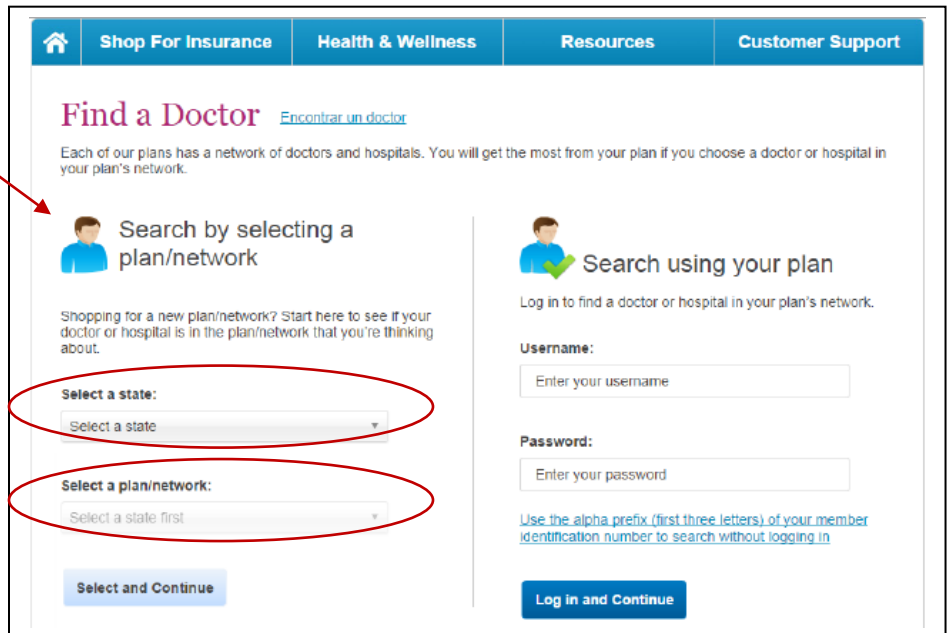 Shop For Insurance Health & Wellness Resources Customer Support
Find a Doctor Encontrar un doctor
Each of our plans has a network of doctors and hospitals. You will get the most from your plan if you choose a doctor or hospital in
your plan's network.
Search by selecting a
plan/network
Shopping for a new plan/network? Start here to see if your
doctor or hospital is in the plan/network that you're thinking
about.
Select a state:
Select a state
Select a plan/network:
Select a state first
Select and Continue
Search using your plan
Log in to find a doctor or hospital in your plan's network.
Username:
Enter your username
Password:
Enter your password
Use the alpha prefix (first three letters) of your member
identification number to search without logging in
Log in and Continue